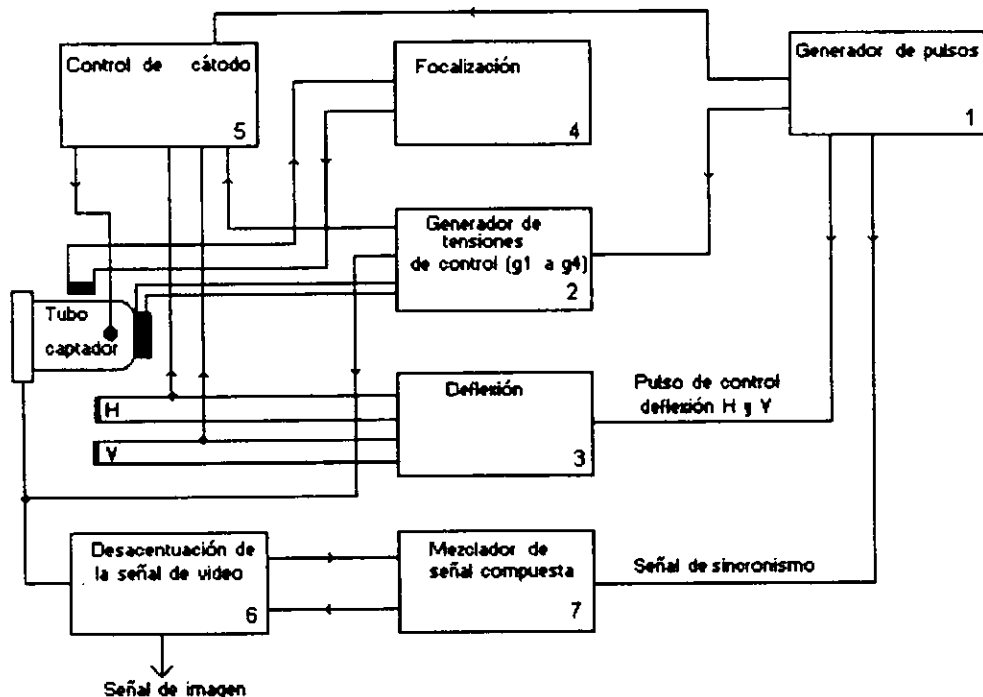 Control de cátodo
5
Focalización
4
Generador de pulsos
1
Generador de
tensiones
de control (g1 a g4)
2
Tubo
captador
H
V
Deflexión
3
Pulso de control
deflexión H y V
Desacentuación de
la señal de video
6
Mezclador de
señal compuesta
7
Señal de sincronismo
Señal de imagen